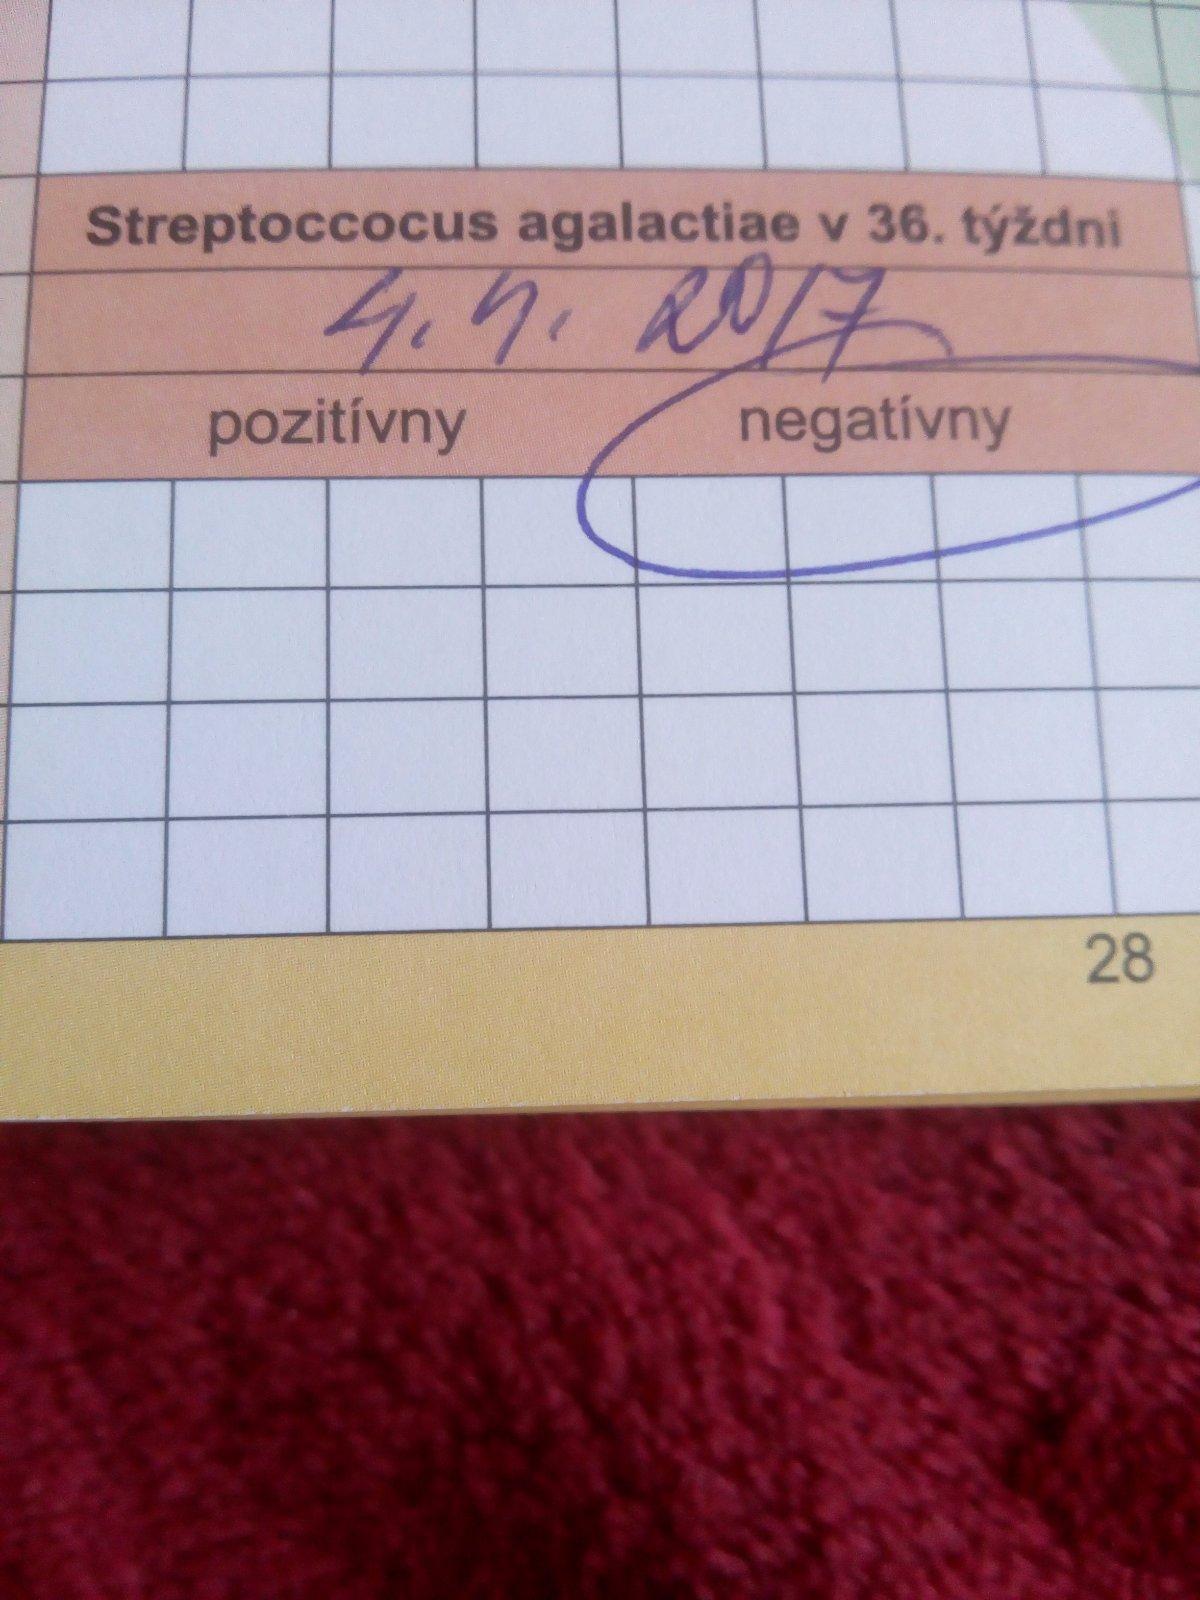 Streptoccocus agalactiae v 36. týždni
4. 4. 2017
pozitívny negatívny
28